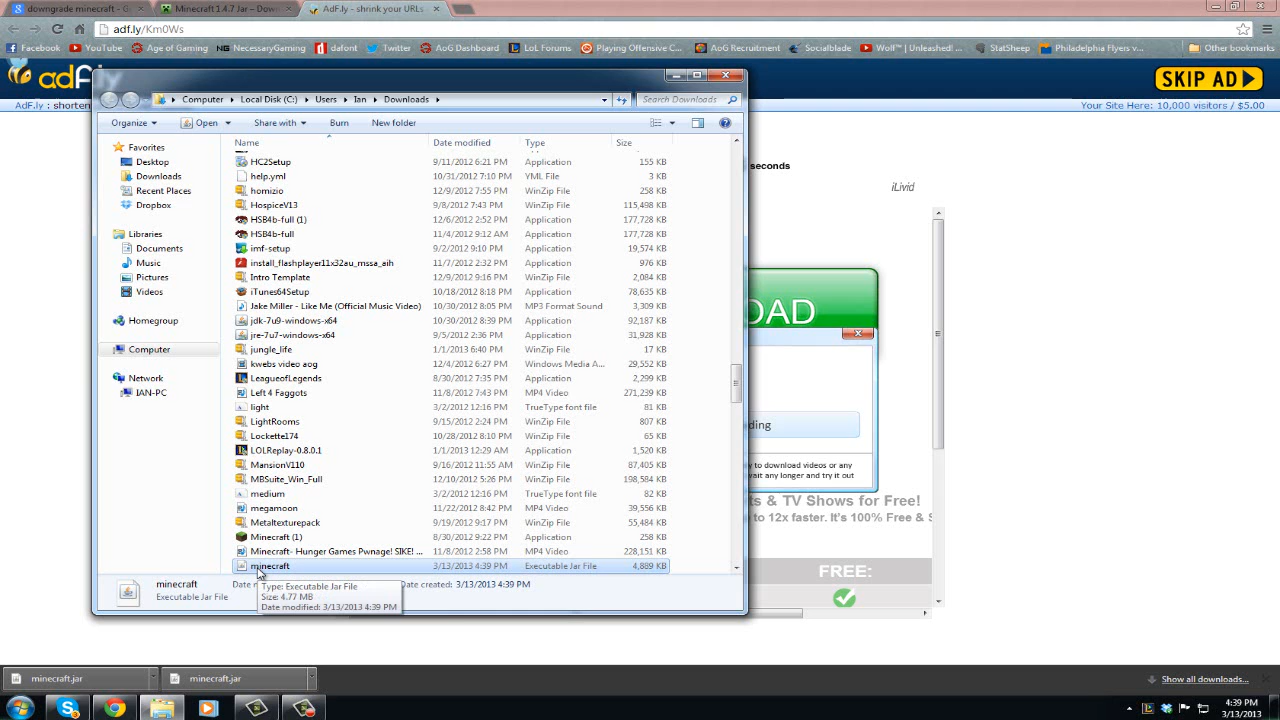 downgrade minecraft - G
Minecraft 1.4.7 Jar – Down
AdF.ly - shrink your URLs
adf.ly/Km0Ws
Facebook
YouTube
Age of Gaming
NecessaryGaming
dafont
Twitter
AoG Dashboard
LoL Forums
Playing Offensive C...
AoG Recruitment
Socialblade
Wolf™ | Unleashed!...
StatSheep
Philadelphia Flyers v...
Other bookmarks
adf
SKIP AD
AdF.ly - shorten
Your Site Here: 10,000 visitors / $5.00
Computer
Local Disk (C:)
Users
Ian
Downloads
Search Downloads
Organize
Open
Share with
Burn
New folder
Favorites
Desktop
Downloads
Recent Places
Dropbox
Libraries
Documents
Music
Pictures
Videos
Homegroup
Computer
Network
IAN-PC
Name Date modified Type Size
HC2Setup 9/11/2012 6:21 PM Application 155 KB
help.yml 10/31/2012 7:10 PM YML File 3 KB
homizio 12/9/2012 7:55 PM WinZip File 258 KB
HospiceV13 9/8/2012 7:43 PM WinZip File 115,498 KB
HSB4b-full (1) 12/6/2012 2:52 PM Application 177,728 KB
HSB4b-full 11/4/2012 9:12 AM Application 177,728 KB
imf-setup 9/2/2012 9:10 PM Application 19,574 KB
install_flashplayer11x32au_mssa_aih 11/7/2012 2:32 PM Application 976 KB
Intro Template 12/9/2012 9:16 PM WinZip File 2,084 KB
iTunes64Setup 10/18/2012 8:18 PM Application 78,635 KB
Jake Miller - Like Me (Official Music Video) 10/30/2012 8:05 PM MP3 Format Sound 3,309 KB
jdk-7u9-windows-x64 10/30/2012 8:39 PM Application 92,187 KB
jre-7u7-windows-x64 9/5/2012 2:36 PM Application 31,928 KB
jungle_life 1/1/2013 6:40 PM WinZip File 17 KB
kwebs video aog 12/4/2012 6:27 PM Windows Media A... 29,552 KB
LeagueofLegends 8/30/2012 7:35 PM Application 2,299 KB
Left 4 Faggots 11/8/2012 7:43 PM MP4 Video 271,239 KB
light 3/2/2012 12:16 PM TrueType font file 81 KB
LightRooms 9/15/2012 2:24 PM WinZip File 807 KB
Lockette174 10/28/2012 8:10 PM WinZip File 65 KB
LOLReplay-0.8.0.1 1/1/2013 12:29 AM Application 1,520 KB
MansionV110 9/16/2012 11:55 AM WinZip File 87,405 KB
MBSuite_Win_Full 12/10/2012 5:26 PM WinZip File 198,584 KB
medium 3/2/2012 12:16 PM TrueType font file 82 KB
megamoon 11/22/2012 8:42 PM MP4 Video 39,556 KB
Metaltexturepack 9/19/2012 9:17 PM WinZip File 55,484 KB
Minecraft (1) 8/30/2012 9:22 PM Application 258 KB
Minecraft- Hunger Games Pwnage! SIKE! ... 11/8/2012 2:58 PM MP4 Video 228,151 KB
minecraft 3/13/2013 4:39 PM Executable Jar File 4,889 KB
minecraft
Executable Jar File
Date created: 3/13/2013 4:39 PM
Type: Executable Jar File
Size: 4.77 MB
Date modified: 3/13/2013 4:39 PM
seconds
iLivid
OAD
ding
y to download videos or any
wait any longer and try it out
ts & TV Shows for Free!
to 12x faster. It's 100% Free & S
FREE:
minecraft.jar
minecraft.jar
Show all downloads...
4:39 PM
3/13/2013